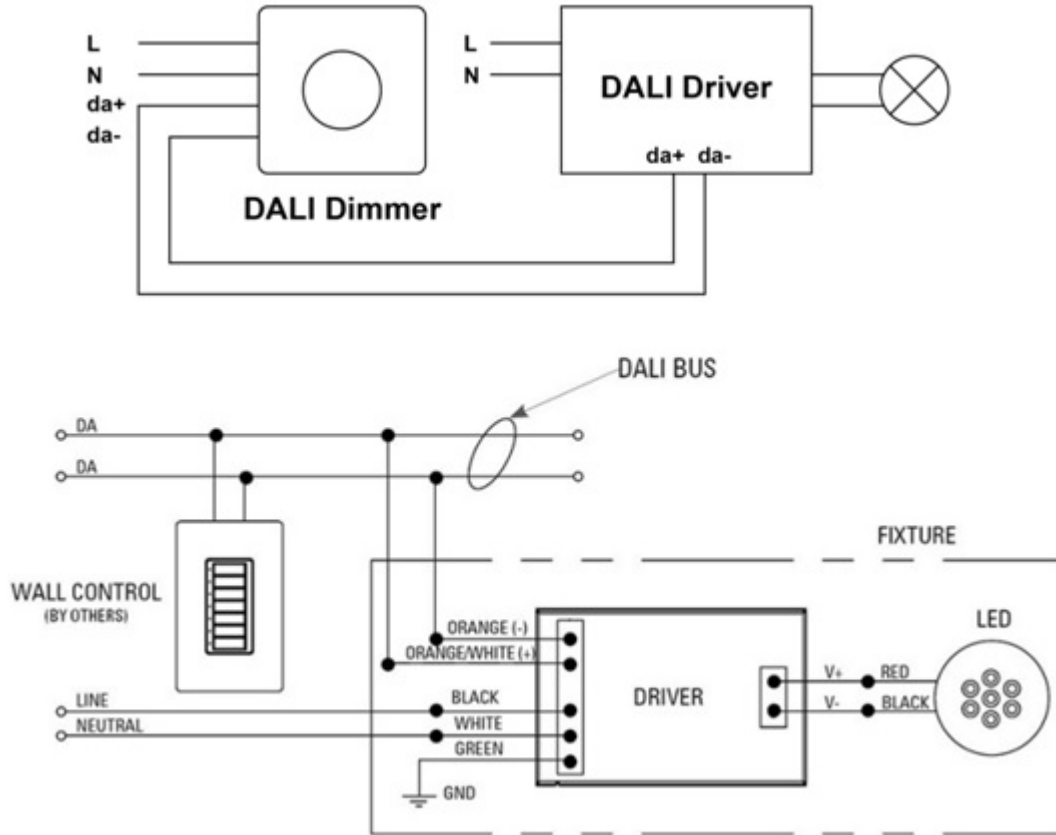 L
N
da+
da-
DALI Dimmer
L
N
DALI Driver
da+ da-
DALI BUS
DA
DA
WALL CONTROL
(BY OTHERS)
FIXTURE
LED
ORANGE (-)
ORANGE/WHITE (+)
LINE
BLACK
NEUTRAL
WHITE
GREEN
GND
DRIVER
V+
RED
V-
BLACK